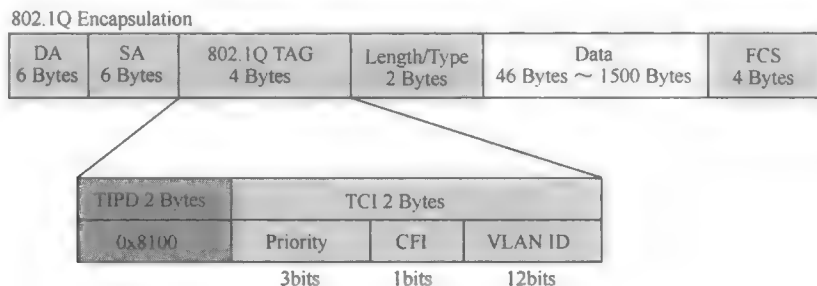 802.1Q Encapsulation
DA
6 Bytes
SA
6 Bytes
802.1Q TAG
4 Bytes
Length/Type
2 Bytes
Data
46 Bytes ~ 1500 Bytes
FCS
4 Bytes
TIPD 2 Bytes
TCI 2 Bytes
0x8100
Priority
CFI
VLAN ID
3bits
1bits
12bits